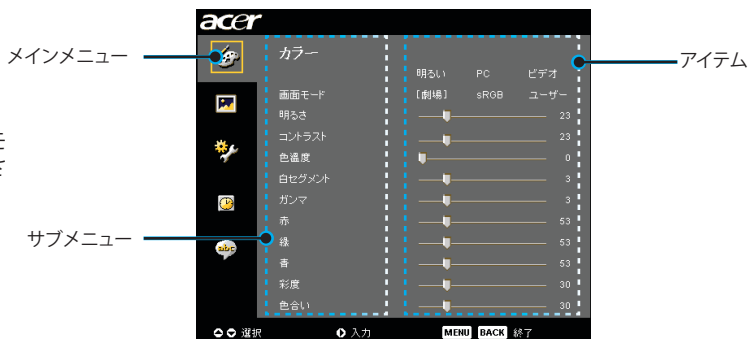 acer
メインメニュー
カラー
アイテム
明るい PC ビデオ
画面モード [劇場] sRGB ユーザー
明るさ 23
コントラスト 23
色温度 0
白セグメント 3
ガンマ 3
赤 53
サブメニュー
緑 53
青 53
彩度 30
色合い 30
abc
選択 入力 MENU BACK 終了